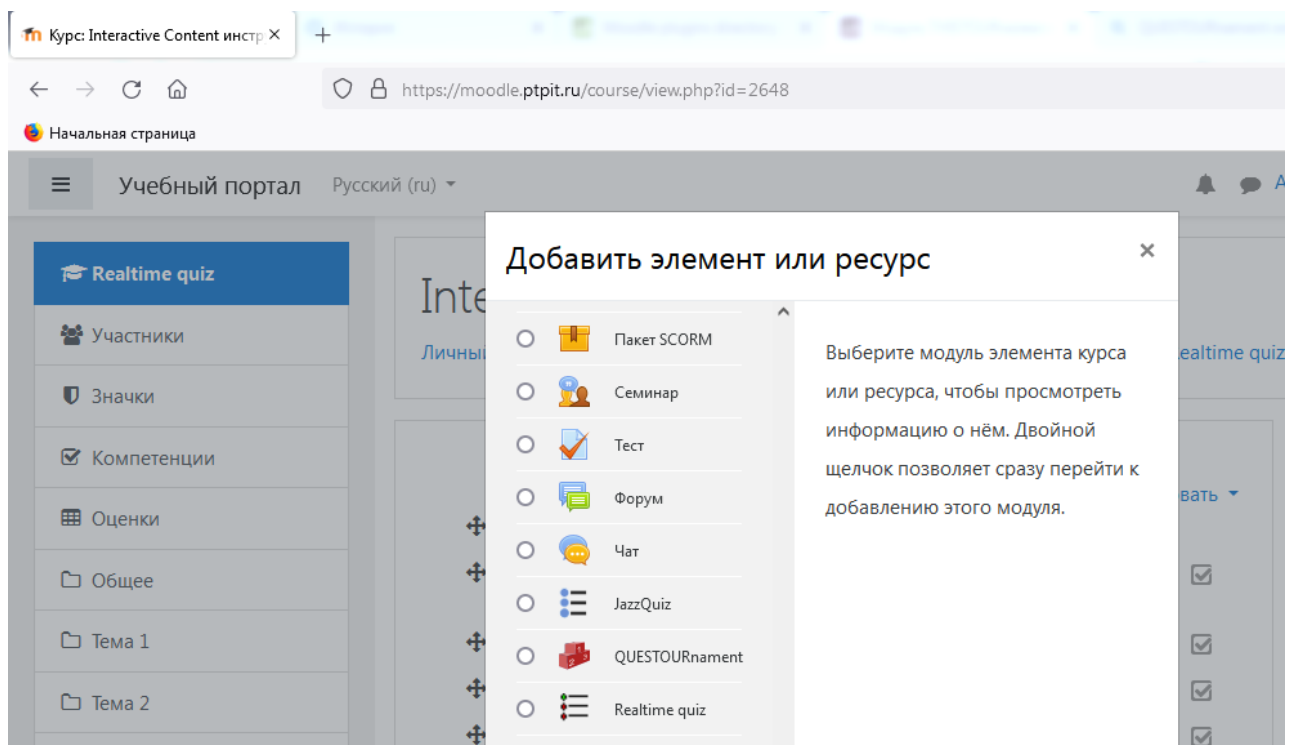 Курс: Interactive Content инстр
https://moodle.ptpit.ru/course/view.php?id=2648
Начальная страница
Учебный портал Русский (ru)
Добавить элемент или ресурс
Realtime quiz
Участники
Значки
Компетенции
Оценки
Общее
Тема 1
Тема 2
Inte
Личны
ealtime quiz
вать
Пакет SCORM
Семинар
Тест
Форум
Чат
JazzQuiz
QUESTOURnament
Realtime quiz
Выберите модуль элемента курса
или ресурса, чтобы просмотреть
информацию о нём. Двойной
щелчок позволяет сразу перейти к
добавлению этого модуля.